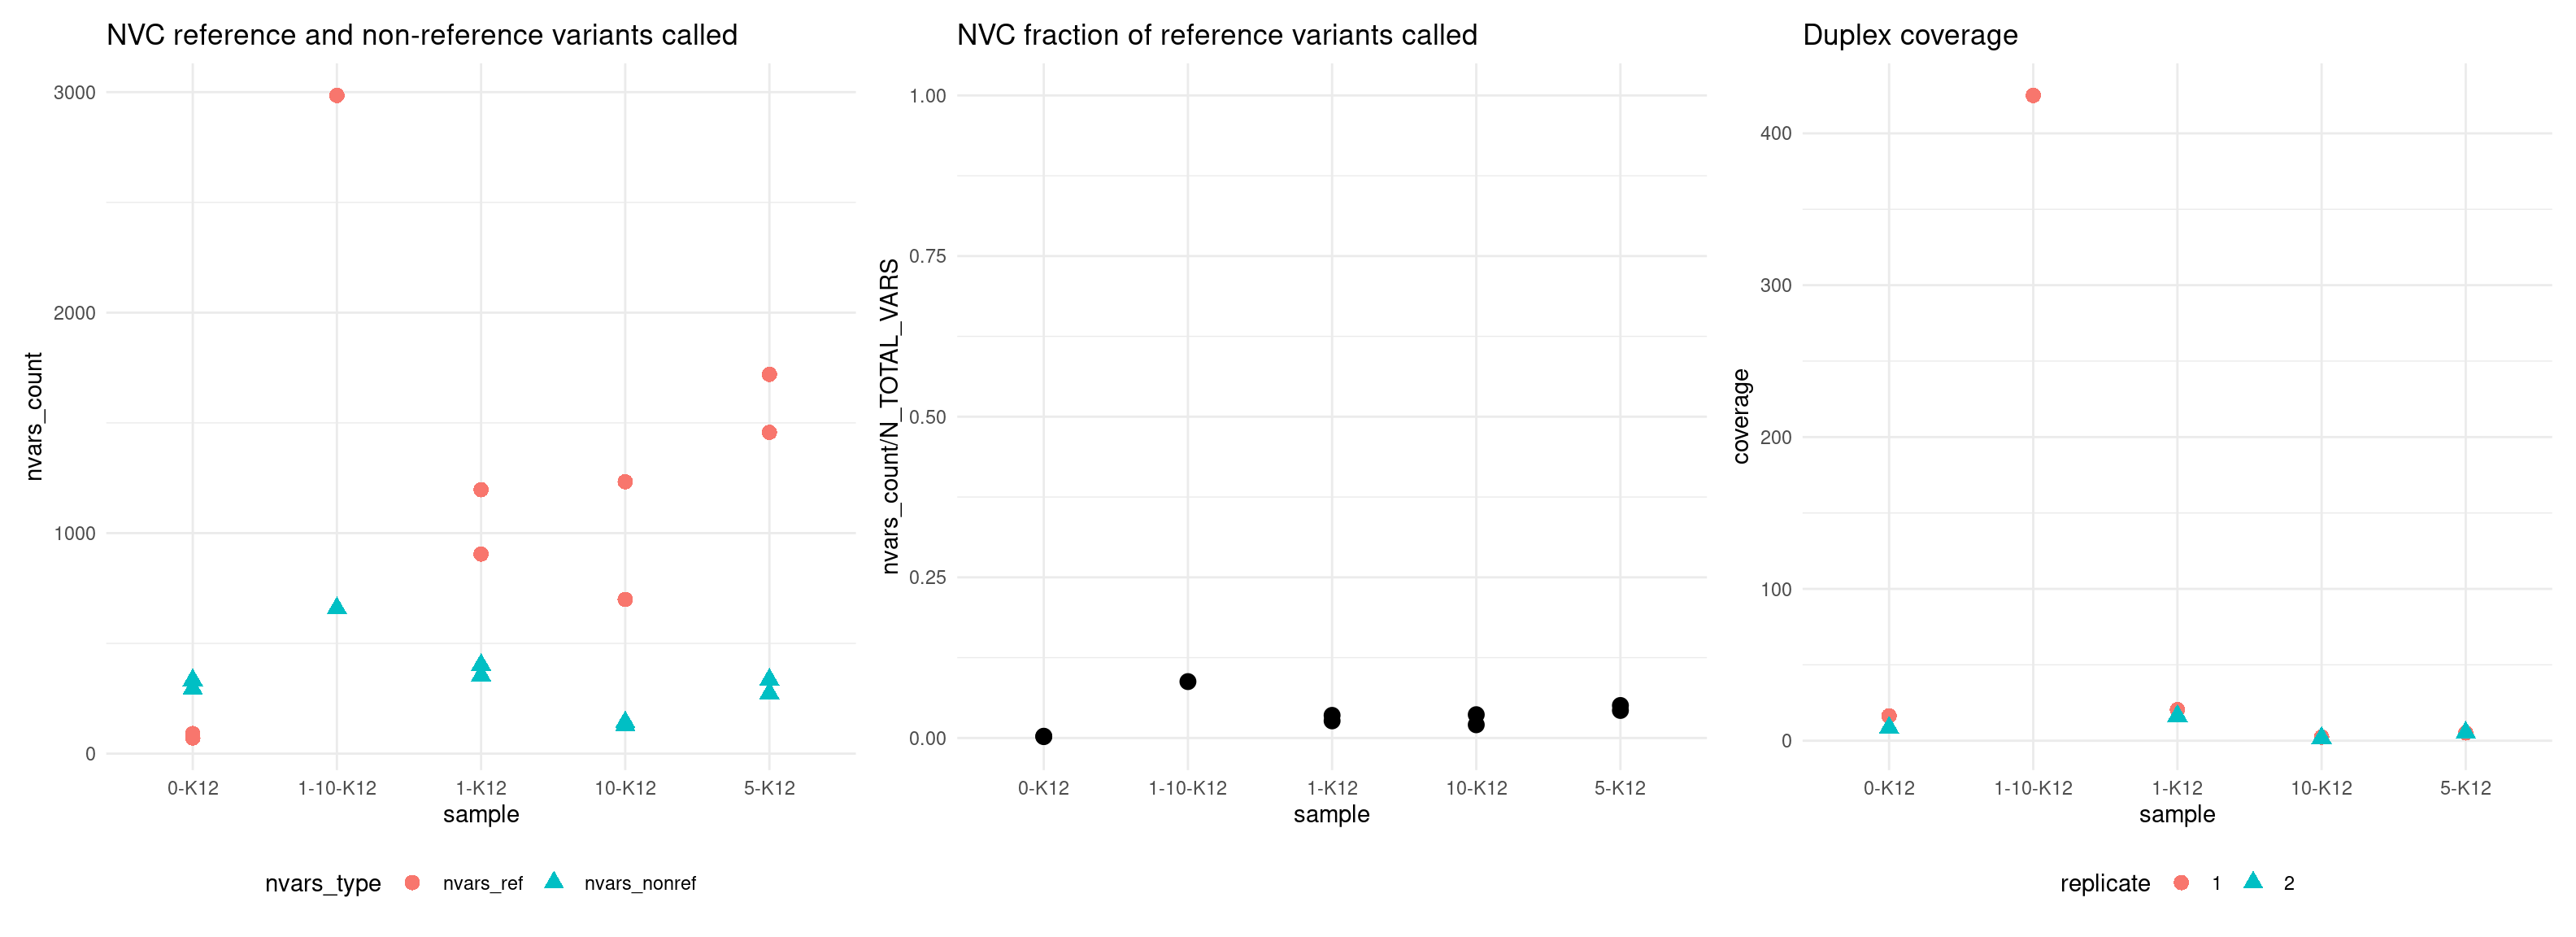 NVC reference and non-reference variants called
nvars_count
3000
2000
1000
0
0-K12 1-10-K12 1-K12 10-K12 5-K12
sample
nvars_type nvars_ref nvars_nonref
NVC fraction of reference variants called
nvars_count/N_TOTAL_VARS
1.00
0.75
0.50
0.25
0.00
0-K12 1-10-K12 1-K12 10-K12 5-K12
sample
Duplex coverage
coverage
400
300
200
100
0
0-K12 1-10-K12 1-K12 10-K12 5-K12
sample
replicate 1 2